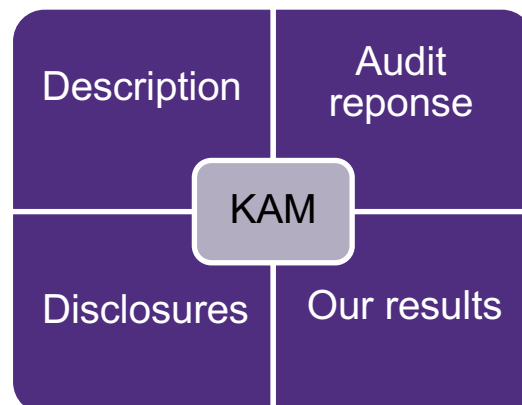 Description
Audit
reponse
KAM
Disclosures
Our results